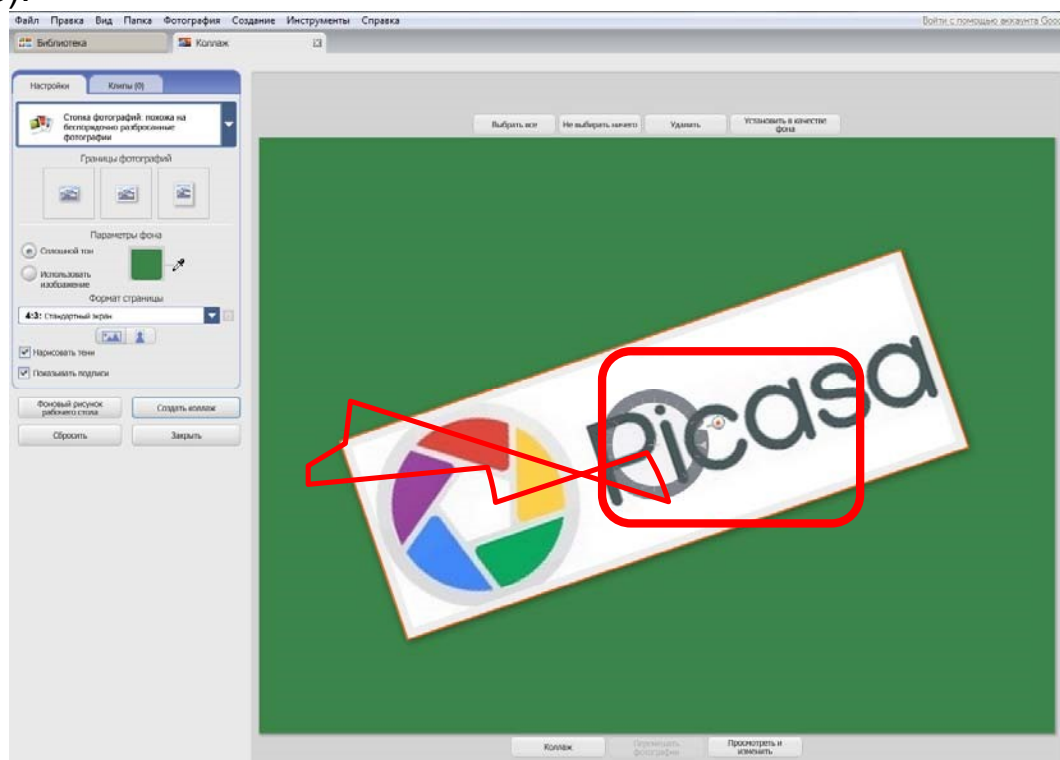 Файл Правка Вид Папка Фотография Создание Инструменты Справка
Войти с помощью аккаунта Goo
Библиотека
Коллаж
Настройки
Клипы (0)
Стопка фотографий: похожа на
беспорядочно разбросанные
фотографии
Границы фотографий
Параметры фона
Сплошной тон
Использовать
изображение
Формат страницы
4:3: Стандартный экран
Нарисовать тени
Показывать подписи
Фоновый рисунок
рабочего стола
Создать коллаж
Сбросить
Закрыть
Выбрать все
Не выбирать ничего
Удалить
Установить в качестве
фона
Picasa
Коллаж
Перемешать
фотографии
Просмотреть и
изменить